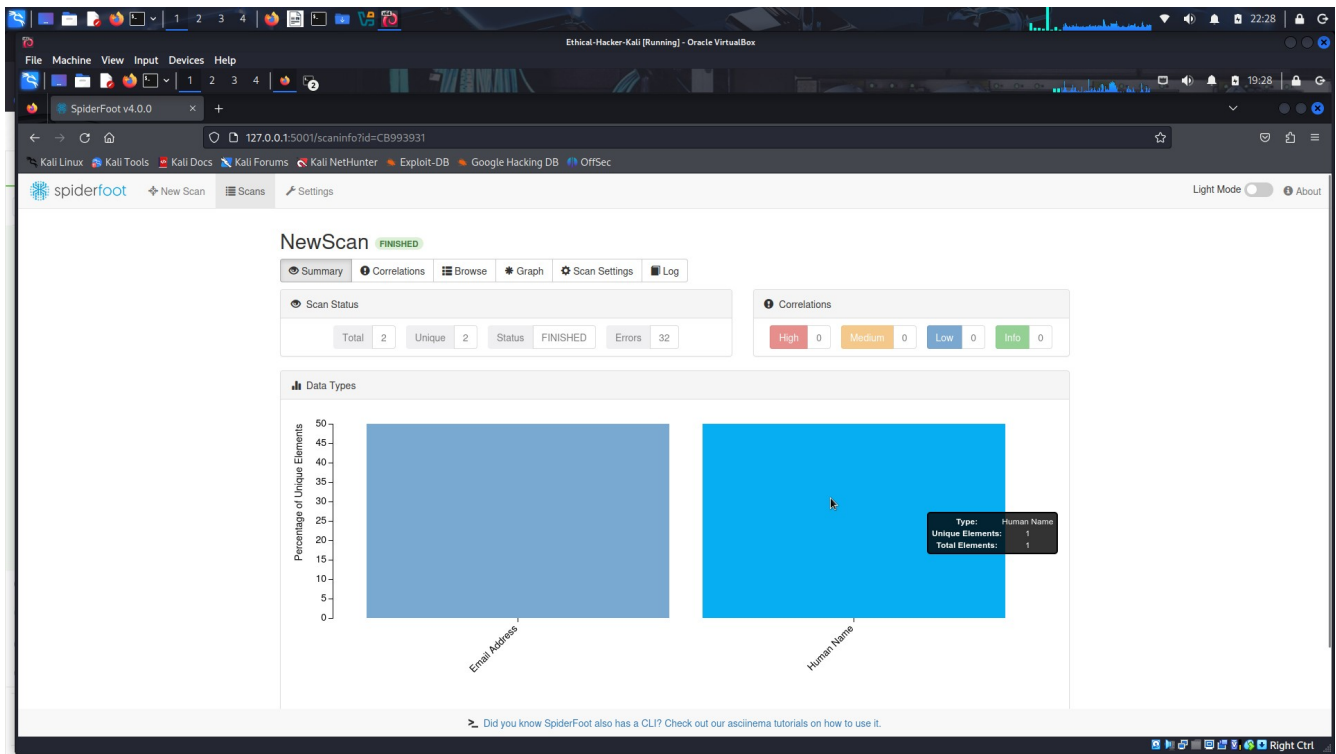 1 2 3 4
22:28
Ethical-Hacker-Kali [Running] - Oracle VirtualBox
File Machine View Input Devices Help
1 2 3 4
2
19:28
SpiderFoot v4.0.0
127.0.0.1:5001/scaninfo?id=CB993931
Kali Linux Kali Tools Kali Docs Kali Forums Kali NetHunter Exploit-DB Google Hacking DB OffSec
spiderfoot New Scan Scans Settings Light Mode About
NewScan FINISHED
Summary Correlations Browse Graph Scan Settings Log
Scan Status
Correlations
Total 2 Unique 2 Status FINISHED Errors 32
High 0 Medium 0 Low 0 Info 0
Data Types
Percentage of Unique Elements
50
45
40
35
30
25
20
15
10
5
0
Type: Human Name
Unique Elements: 1
Total Elements: 1
Email Address
Human Name
Did you know SpiderFoot also has a CLI? Check out our asciinema tutorials on how to use it.
Right Ctrl